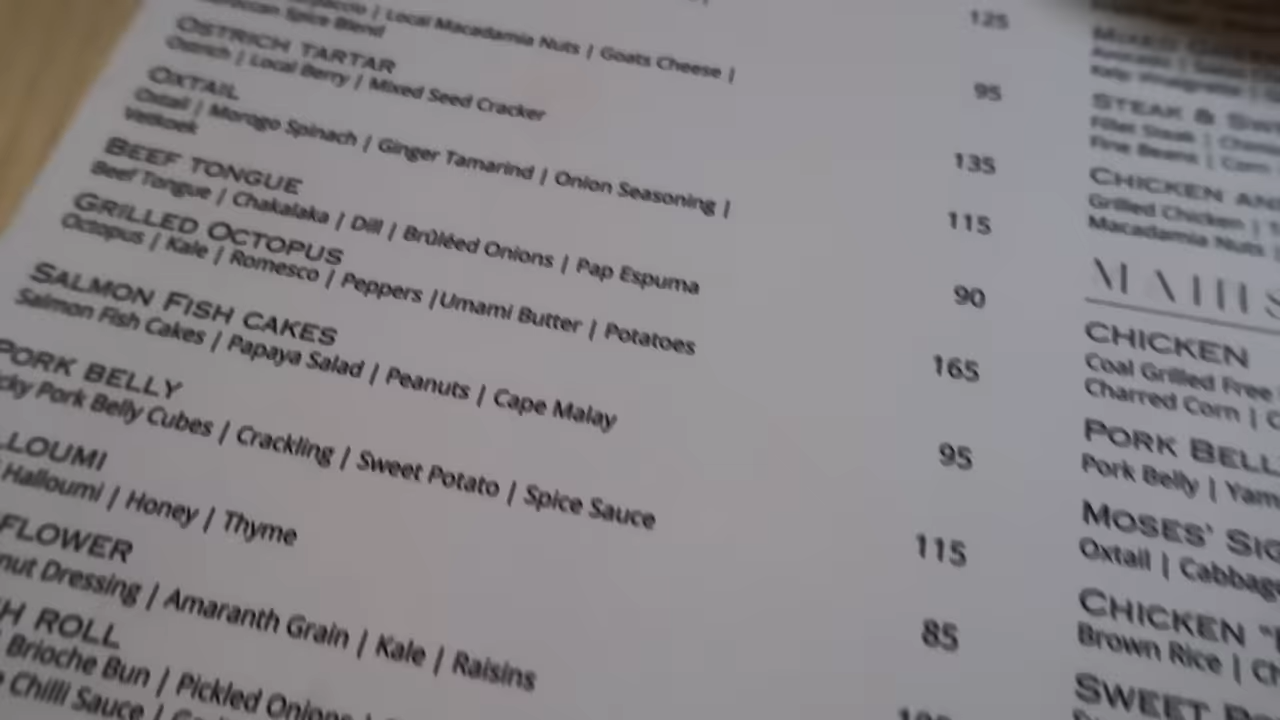 125
Local Macadamia Nuts | Goats Cheese |
Spice Blend
95
OSTRICH TARTAR
135
Ostrich | Local Berry | Mixed Seed Cracker
OXTAIL
115
Oxtail | Morogo Spinach | Ginger Tamarind | Onion Seasoning |
Vetkoek
BEEF TONGUE
90
Beef Tongue | Chakalaka | Dill | Brûléed Onions | Pap Espuma
GRILLED OCTOPUS
165
Octopus | Kale | Romesco | Peppers |Umami Butter | Potatoes
SALMON FISH CAKES
95
Salmon Fish Cakes | Papaya Salad | Peanuts | Cape Malay
PORK BELLY
115
Pork Belly Cubes | Crackling | Sweet Potato | Spice Sauce
85
Halloumi | Honey | Thyme
FLOWER
Dressing | Amaranth Grain | Kale | Raisins
ROLL
Brioche Bun | Pickled Onions
Chilli Sauce |
STEAK &
Fillet Steak |
Fine Beans | Corn
CHICKEN
Grilled Chicken |
Macadamia Nuts |
CHICKEN
Coal Grilled Free
Charred Corn |
PORK
Pork Belly | Yam
MOSES'
Oxtail |
CHICKEN
Brown Rice |
SWEET